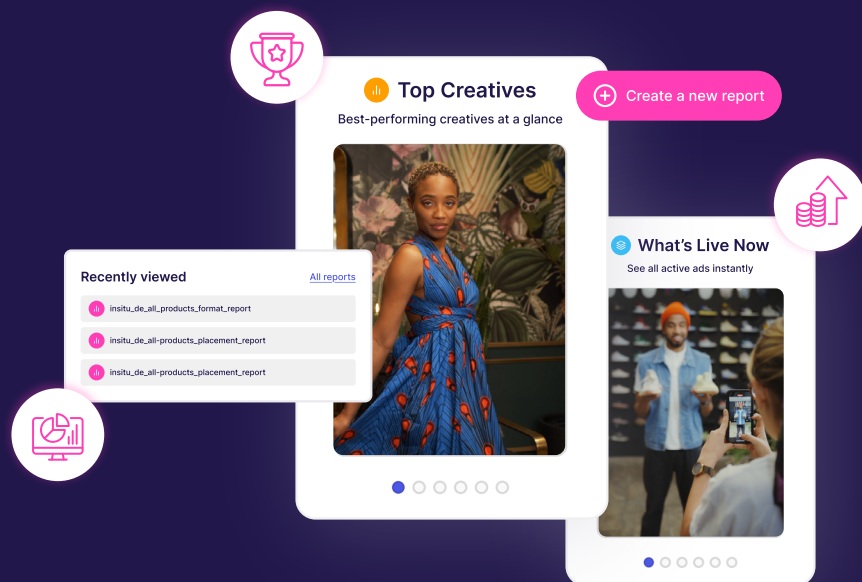 Top Creatives
Best-performing creatives at a glance
Create a new report
What's Live Now
See all active ads instantly
Recently viewed
All reports
insitu_de_all_products_format_report
insitu_de_all-products_placement_report
insitu_de_all-products_placement_report